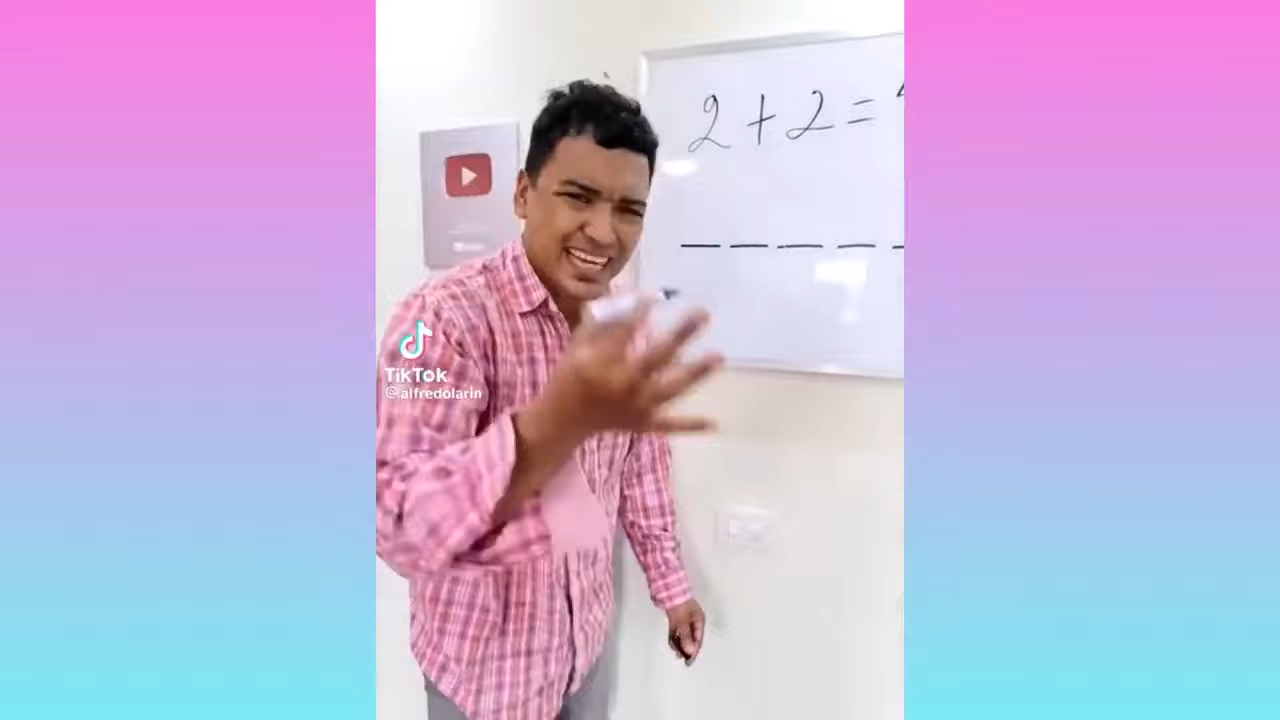 2 + 2 =
TikTok
@alfredolarin